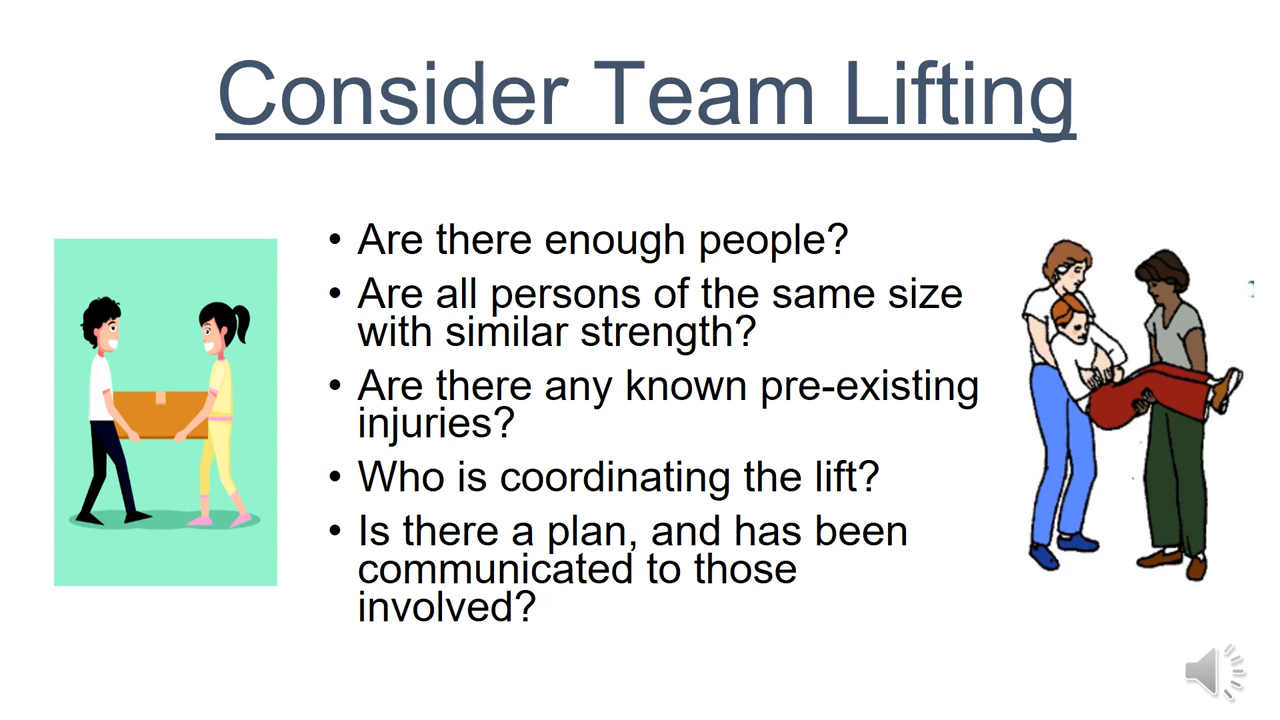 Consider Team Lifting
• Are there enough people?
• Are all persons of the same size
with similar strength?
• Are there any known pre-existing
injuries?
• Who is coordinating the lift?
• Is there a plan, and has been
communicated to those
involved?